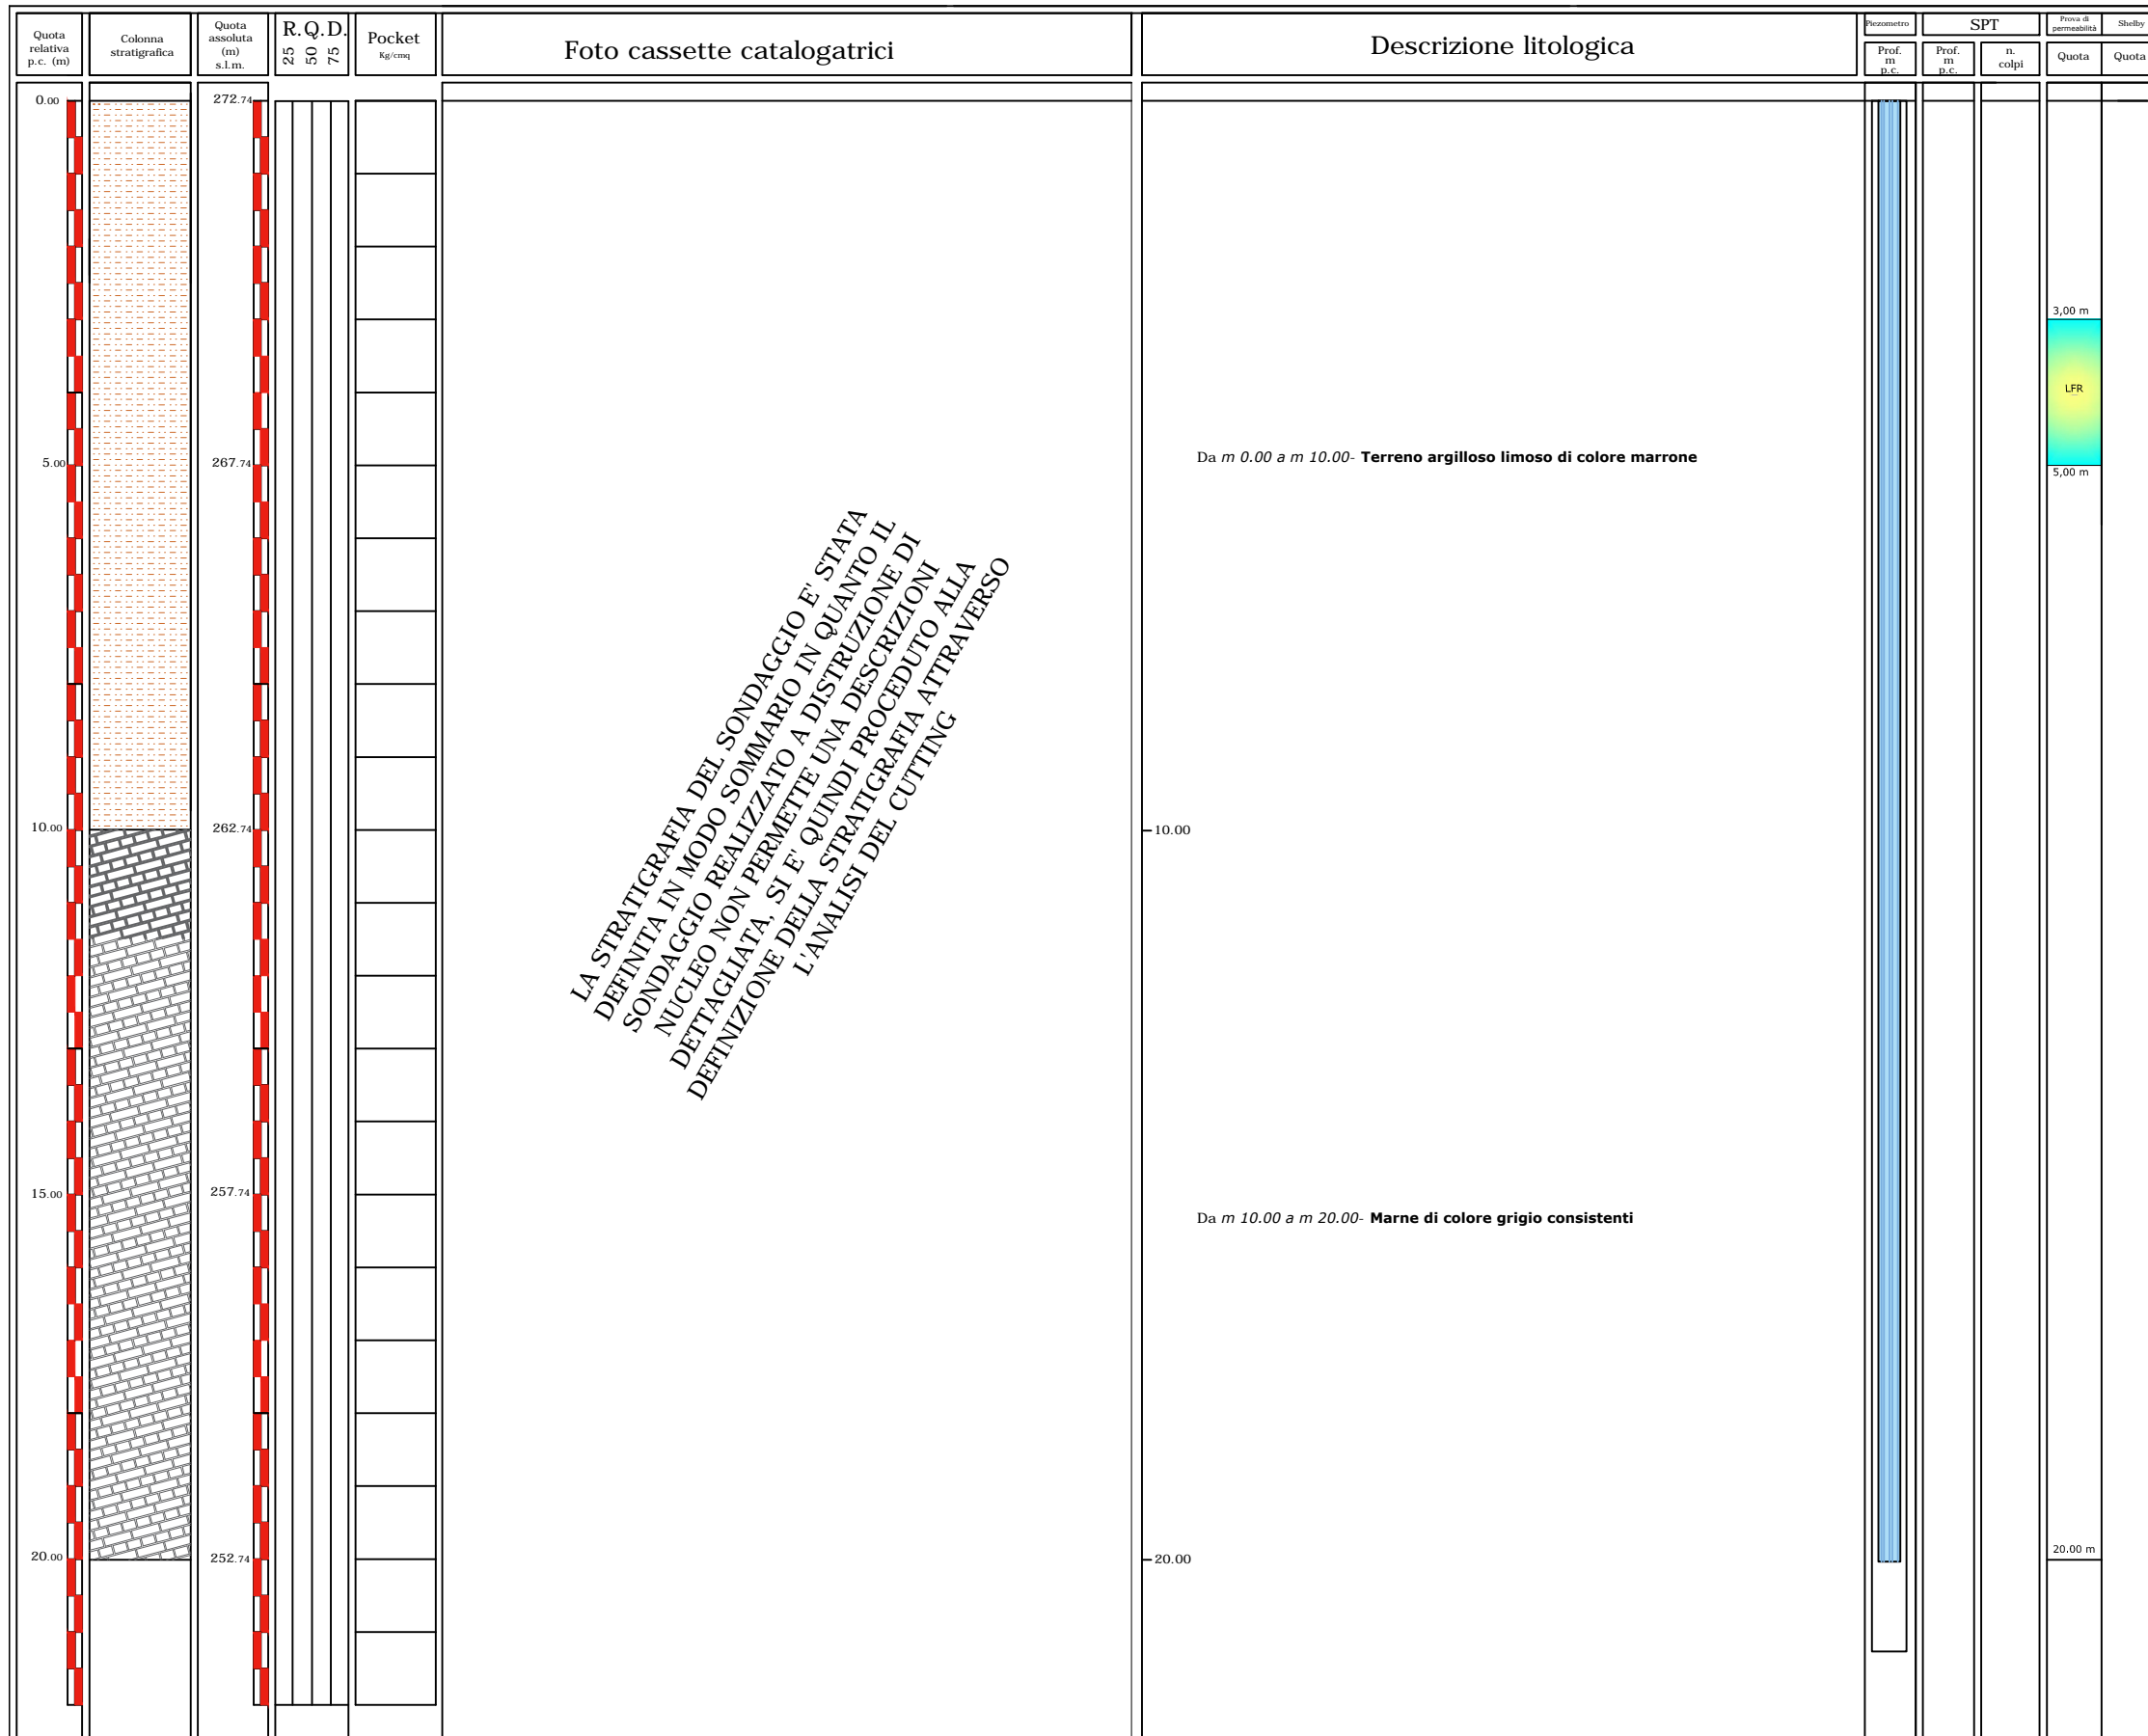 Quota
relativa
p.c. (m)
Colonna
stratigrafica
Quota
assoluta
(m)
s.l.m.
R.Q.D.
25
50
75
Pocket
Kg/cmq
Foto cassette catalogatrici
Descrizione litologica
Piezometro
Prof.
m
p.c.
SPT
Prof.
m
p.c.
n.
colpi
Prova di
permeabilità
Quota
Shelby
Quota
0.00
272.74
3,00 m
LFR
5.00
267.74
Da m 0.00 a m 10.00- Terreno argilloso limoso di colore marrone
5,00 m
LA STRATIGRAFIA DEL SONDAGGIO E' STATA
DEFINITA IN MODO SOMMARIO IN QUANTO IL
SONDAGGIO REALIZZATO A DISTRUZIONE DI
NUCLEO NON PERMETTE UNA DESCRIZIONI
DETTAGLIATA, SI E' QUINDI PROCEDUTO ALLA
DEFINIZIONE DELLA STRATIGRAFIA ATTRAVERSO
L'ANALISI DEL CUTTING
10.00
262.74
10.00
15.00
257.74
Da m 10.00 a m 20.00- Marne di colore grigio consistenti
20.00
252.74
20.00
20.00 m